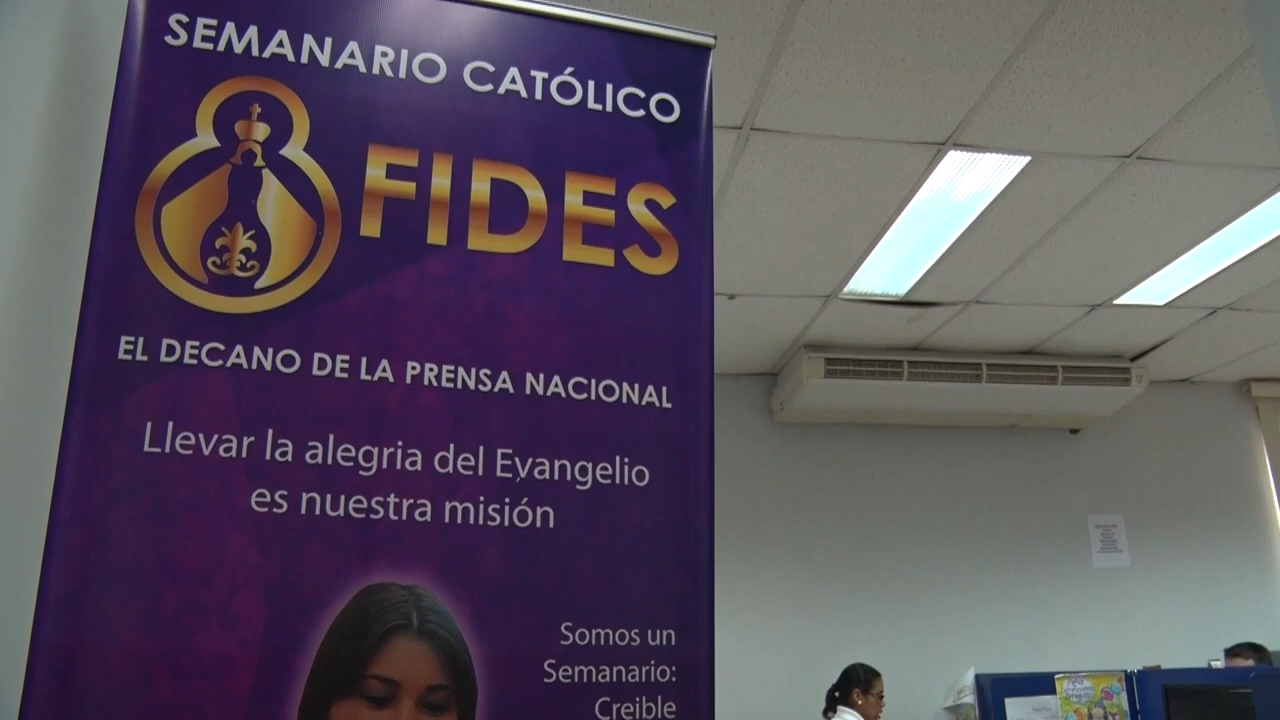 SEMANARIO CATÓLICO
FIDES
EL DECANO DE LA PRENSA NACIONAL
Llevar la alegria del Evangelio
es nuestra misión
Somos un
Semanario:
Creible